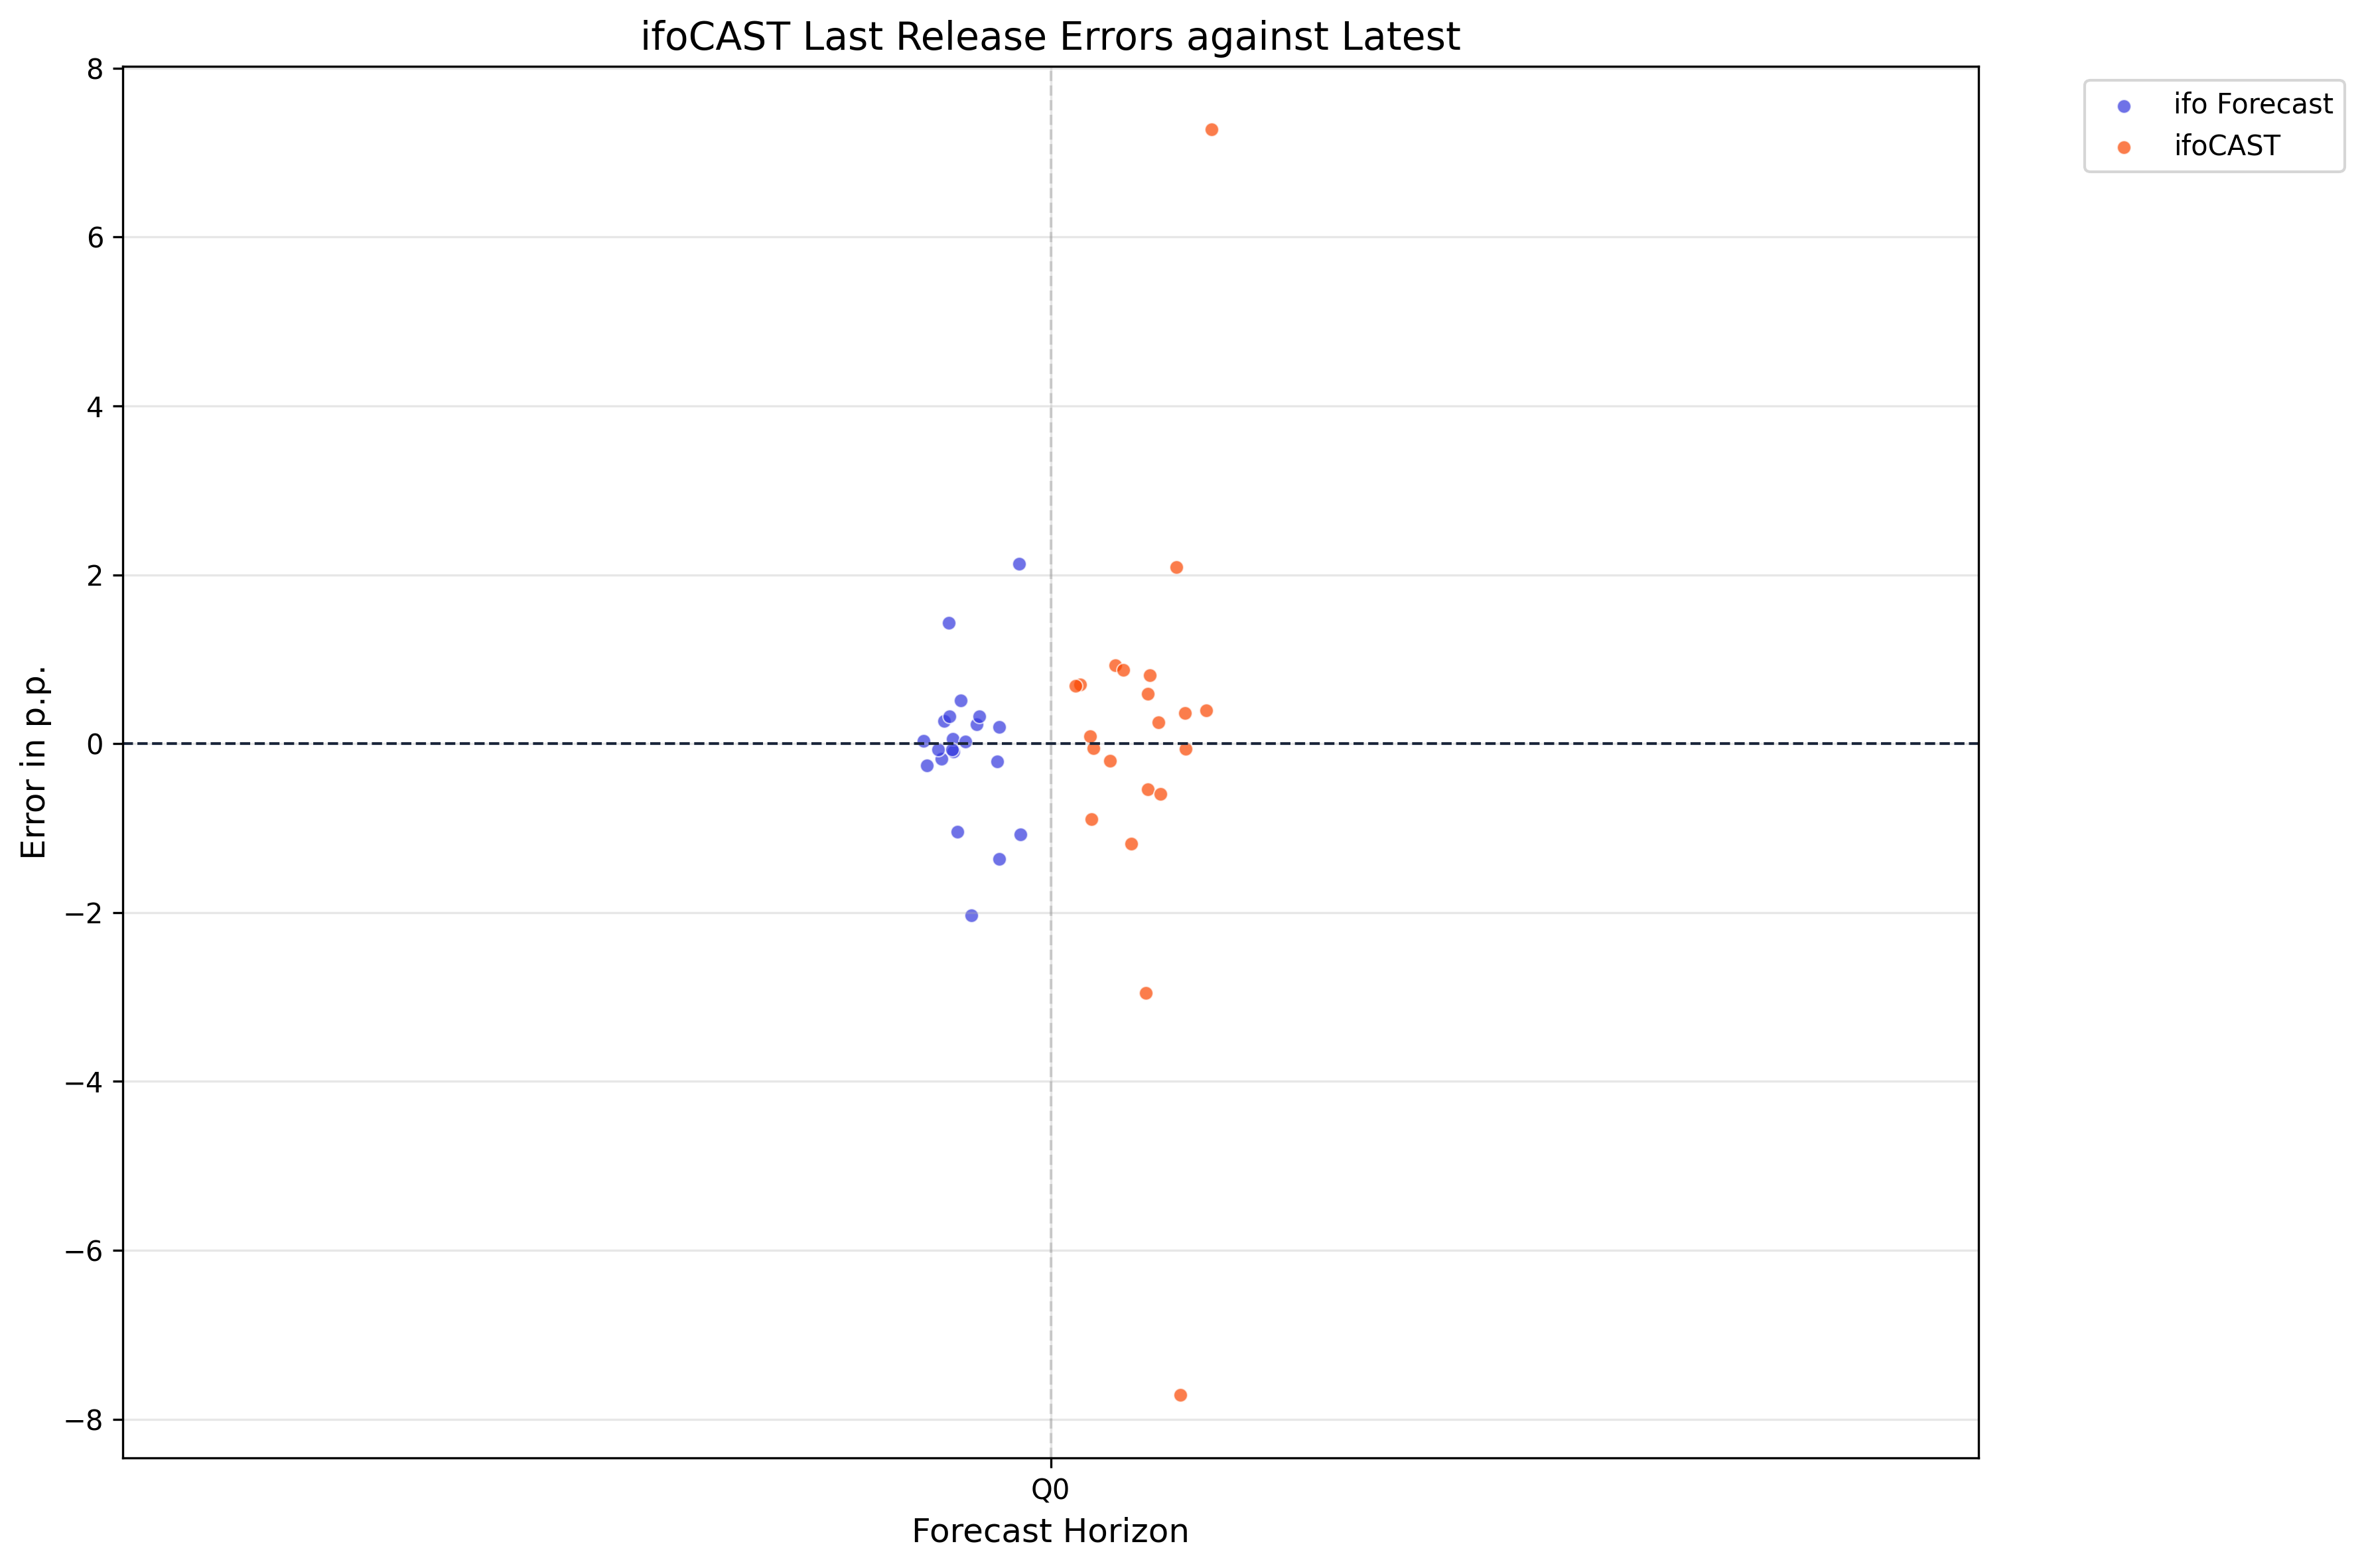 ifoCAST Last Release Errors against Latest
ifo Forecast
ifoCAST
8
6
4
2
0
−2
−4
−6
−8
Error in p.p.
Q0
Forecast Horizon